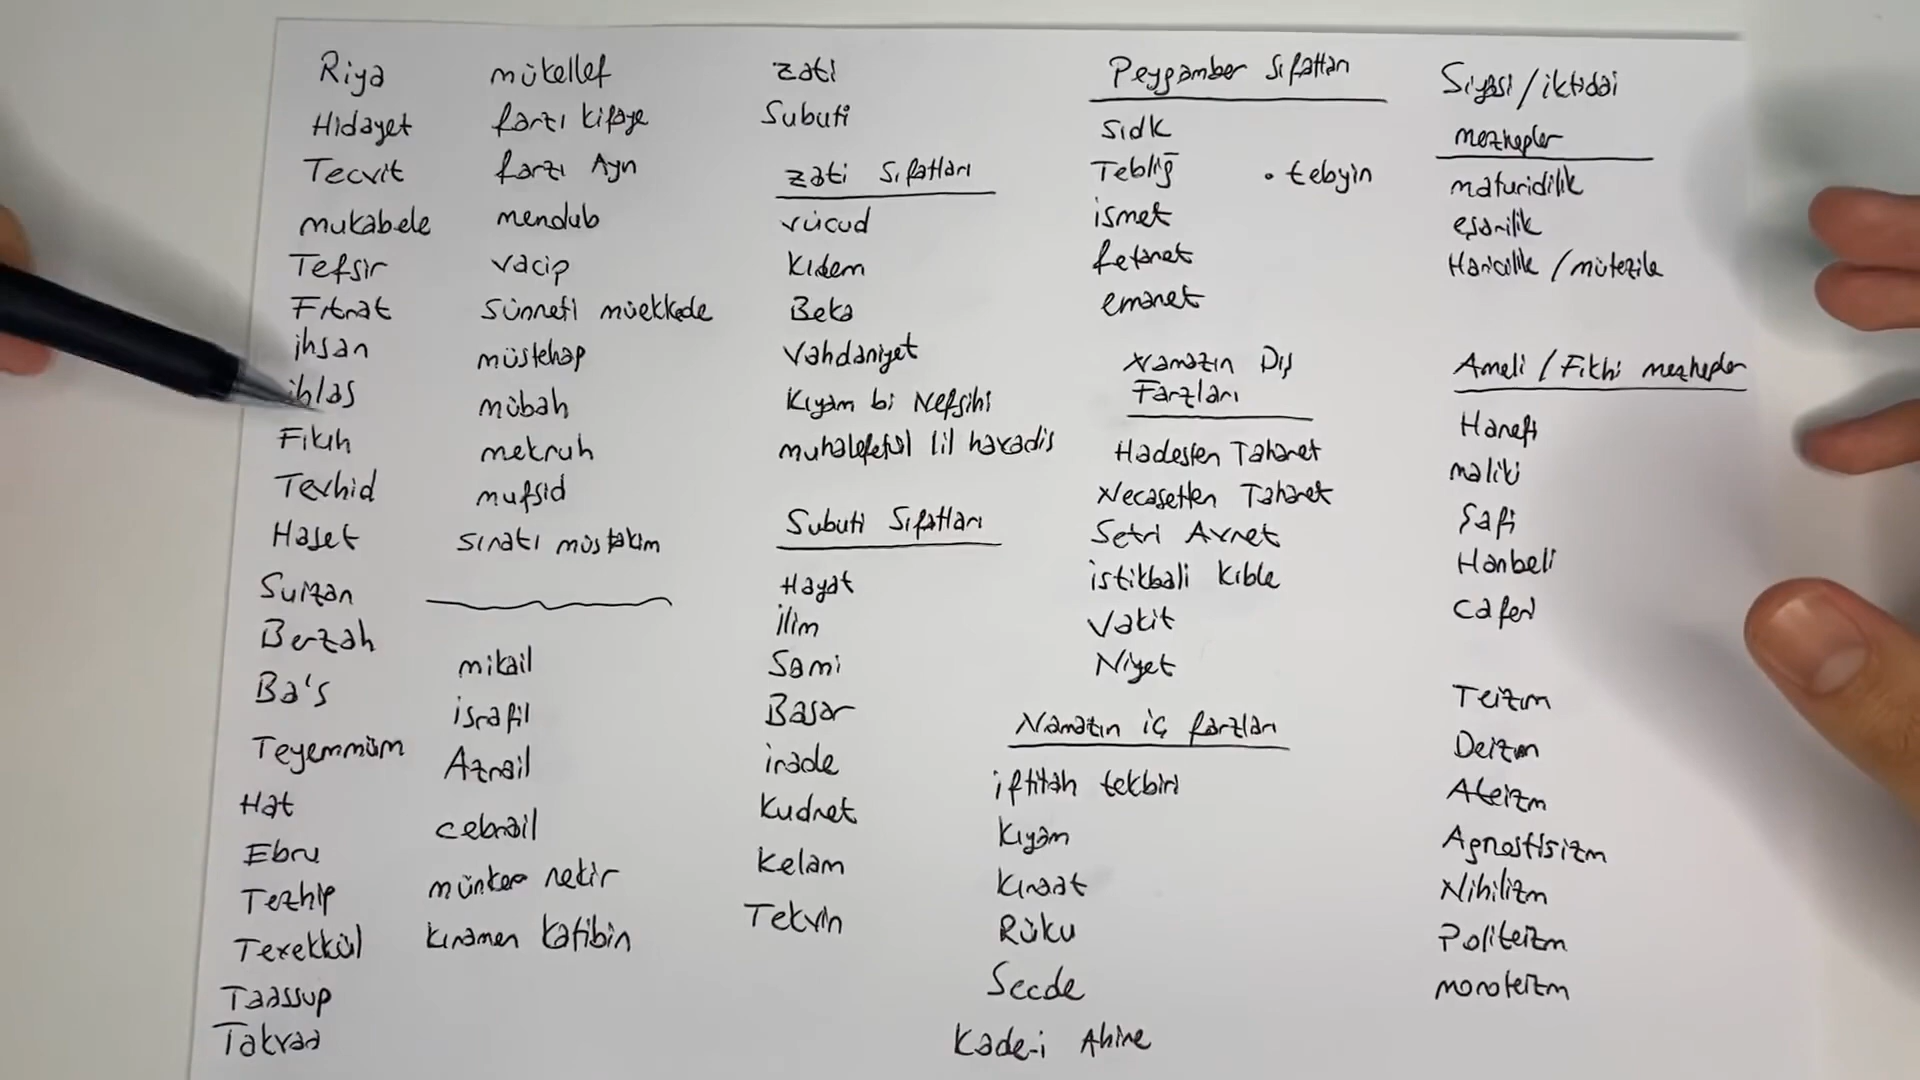 Riya
Hidayet
Tecvit
mukabele
Tefsir
Fıtrat
ihsan
ihlas
Fıkıh
Tevhid
Haset
Suizan
Berzah
Ba's
Teyemmüm
Hat
Ebru
Tezhip
Tevekkül
Taassup
Takvaa
mükellef
farzı kifaye
farzı Ayn
mendub
vacip
sünneti müekkede
müstehap
mübah
mekruh
mufsid
sıratı müstakim
mikail
israfil
Azrail
cebrail
münker nekir
kiramen katibin
zati
Subuti
zati Sıfatları
vücud
Kıdem
Beka
Vahdaniyet
Kıyam bi Nefsihi
muhalefetül lil havadis
Subuti Sıfatları
Hayat
ilim
Sami
Basar
irade
Kudret
Kelam
Tekvin
Peygamber Sıfatları
Sıdk
Tebliğ • tebyin
ismet
fetanet
emanet
Namazın Dış
Farzları
Hadesten Taharet
Necasetten Taharet
Setri Avret
istikbali kıble
Vakit
Niyet
Namazın iç farzları
iftitah tekbiri
Kıyam
Kıraat
Rüku
Secde
Kade-i Ahire
Siyasi / iktidai
mezhepler
maturidilik
eşarilik
Haricilik / mütezile
Ameli / Fıkhi mezhepler
Hanefi
maliki
Şafi
Hanbeli
Caferi
Teizm
Deizm
Ateizm
Agnostisizm
Nihilizm
Politeizm
monoteizm